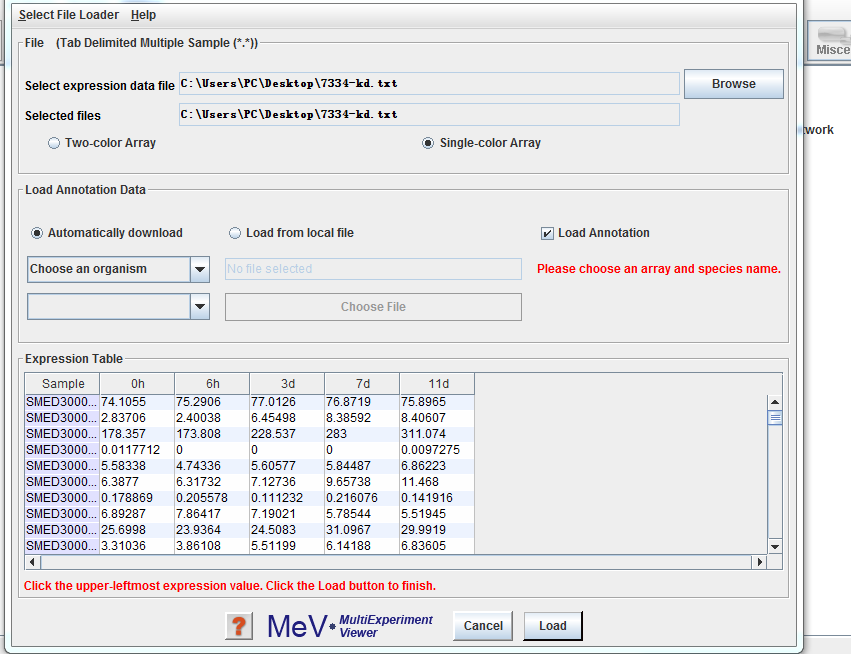 Select File Loader Help
File (Tab Delimited Multiple Sample (*.*))
Select expression data file C:\Users\PC\Desktop\7334-kd.txt Browse
Selected files C:\Users\PC\Desktop\7334-kd.txt
Two-color Array Single-color Array
Load Annotation Data
Automatically download Load from local file Load Annotation
Choose an organism No file selected Please choose an array and species name.
Choose File
Expression Table
Sample 0h 6h 3d 7d 11d
SMED3000... 74.1055 75.2906 77.0126 76.8719 75.8965
SMED3000... 2.83706 2.40038 6.45498 8.38592 8.40607
SMED3000... 178.357 173.808 228.537 283 311.074
SMED3000... 0.0117712 0 0 0 0.0097275
SMED3000... 5.58338 4.74336 5.60577 5.84487 6.86223
SMED3000... 6.3877 6.31732 7.12736 9.65738 11.468
SMED3000... 0.178869 0.205578 0.111232 0.216076 0.141916
SMED3000... 6.89287 7.86417 7.19021 5.78544 5.51945
SMED3000... 25.6998 23.9364 24.5083 31.0967 29.9919
SMED3000... 3.31036 3.86108 5.51199 6.14188 6.83605
Click the upper-leftmost expression value. Click the Load button to finish.
? MeV MultiExperiment
Viewer
Cancel Load
Misce
twork